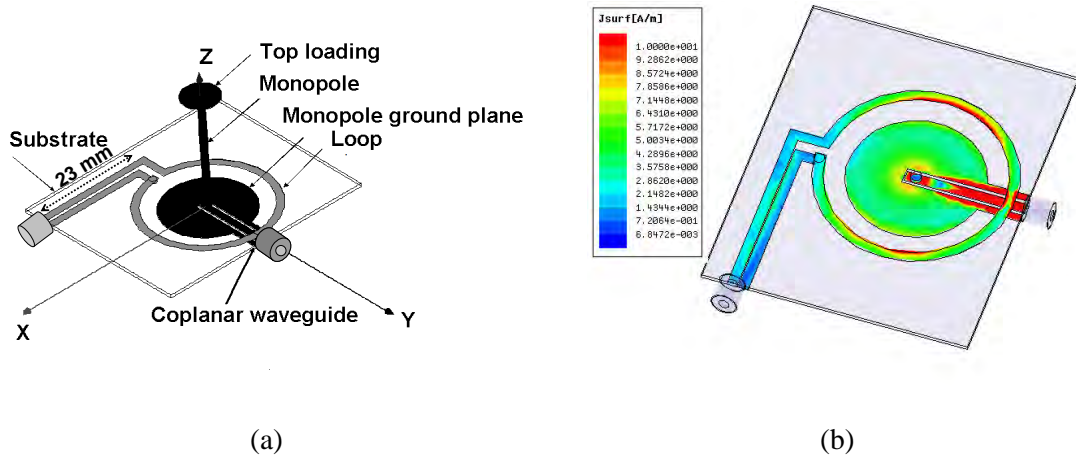 Z
Top loading
Monopole
Monopole ground plane
Loop
Substrate
23 mm
Coplanar waveguide
X
Y
(a)
Jsurf[A/m]
1.0000e+001
9.2862e+000
8.5724e+000
7.8586e+000
7.1448e+000
6.4310e+000
5.7172e+000
5.0034e+000
4.2896e+000
3.5758e+000
2.8620e+000
2.1482e+000
1.4344e+000
7.2064e-001
6.8472e-003
(b)